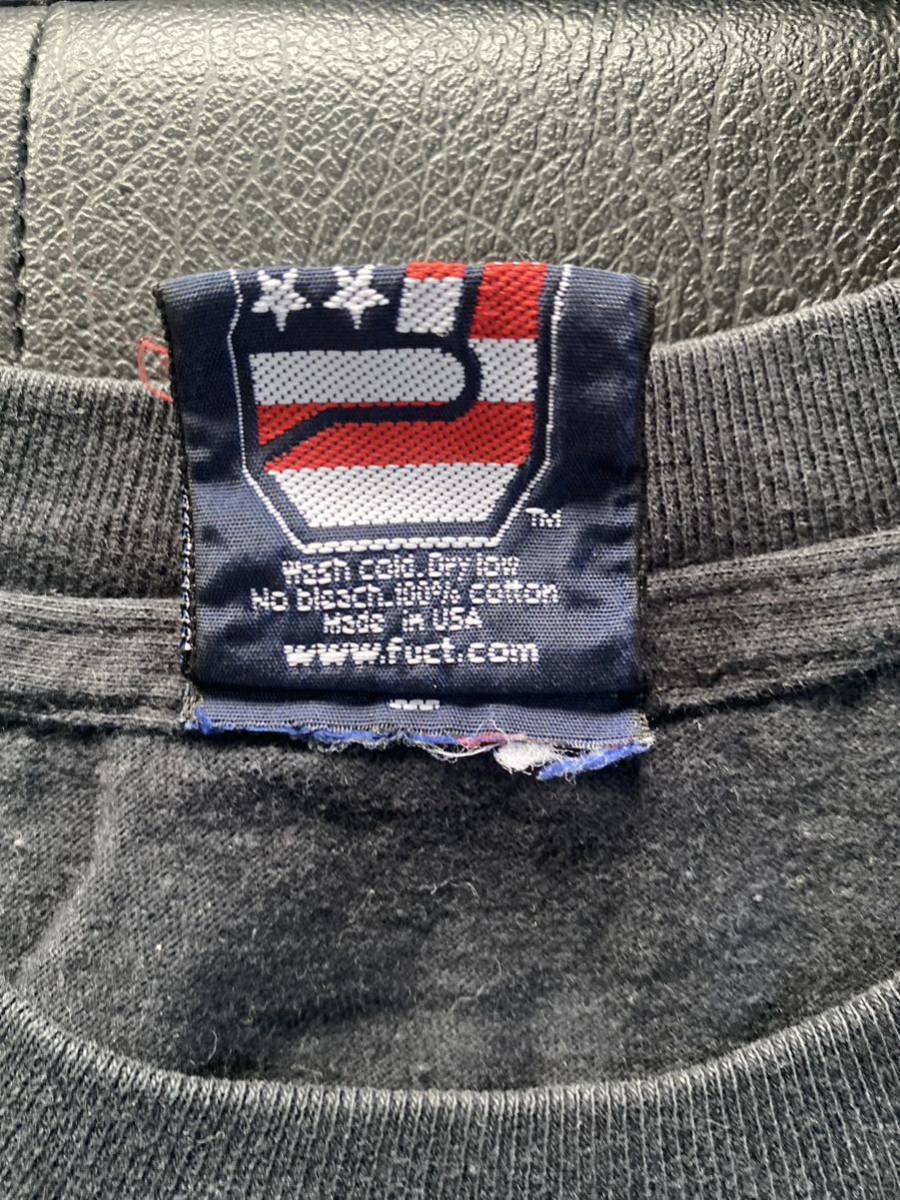 TM
Wash cold. Dry low
No bleach.100% cotton
Made in USA
www.fuct.com